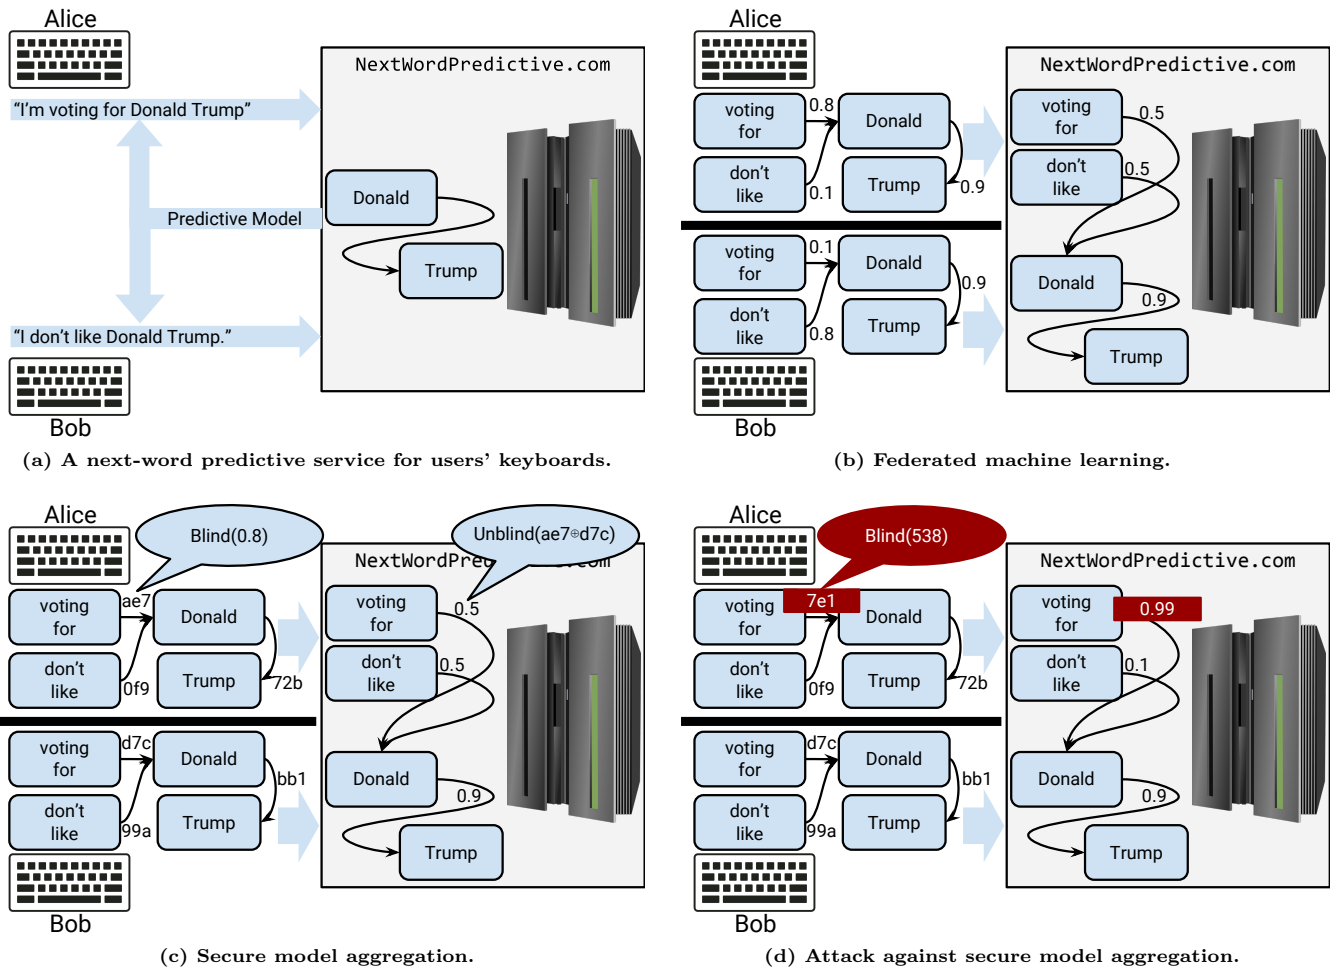 Alice
NextWordPredictive.com
"I'm voting for Donald Trump"
Donald
Predictive Model
Trump
"I don't like Donald Trump."
Bob
(a) A next-word predictive service for users' keyboards.
Alice
NextWordPredictive.com
voting
for
0.8
Donald
don't
like
0.1
Trump
0.9
voting
for
0.1
Donald
0.9
don't
like
0.8
Trump
Bob
voting
for
0.5
don't
like
0.5
Donald
0.9
Trump
(b) Federated machine learning.
Alice
Blind(0.8)
Unblind(ae7⊕d7c)
NextWordPredictive.com
voting
for
ae7
Donald
don't
like
0f9
Trump
72b
voting
for
d7c
Donald
bb1
don't
like
99a
Trump
Bob
voting
for
0.5
don't
like
0.5
Donald
0.9
Trump
(c) Secure model aggregation.
Alice
Blind(538)
NextWordPredictive.com
voting
for
7e1
Donald
don't
like
0f9
Trump
72b
voting
for
d7c
Donald
bb1
don't
like
99a
Trump
Bob
voting
for
0.99
don't
like
0.1
Donald
0.9
Trump
(d) Attack against secure model aggregation.